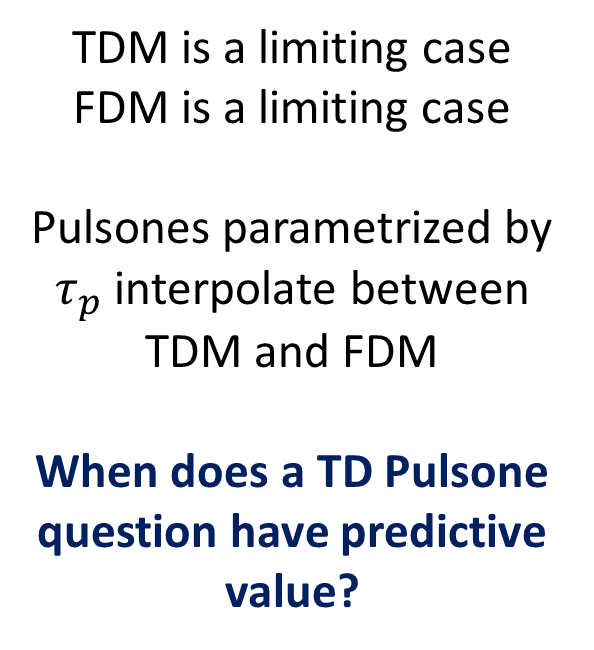 TDM is a limiting case
FDM is a limiting case
Pulsones parametrized by
τₚ interpolate between
TDM and FDM
When does a TD Pulsone
question have predictive
value?